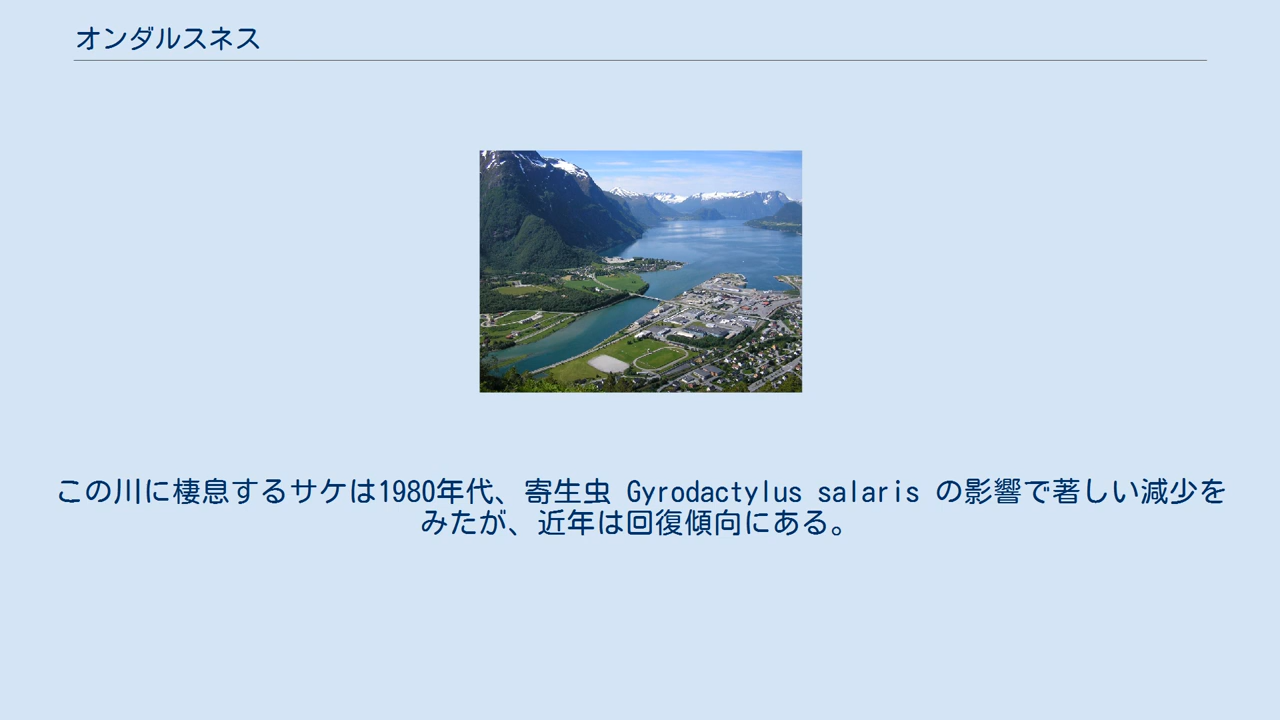 オンダルスネス
この川に棲息するサケは1980年代、寄生虫 Gyrodactylus salaris の影響で著しい減少を
みたが、近年は回復傾向にある。